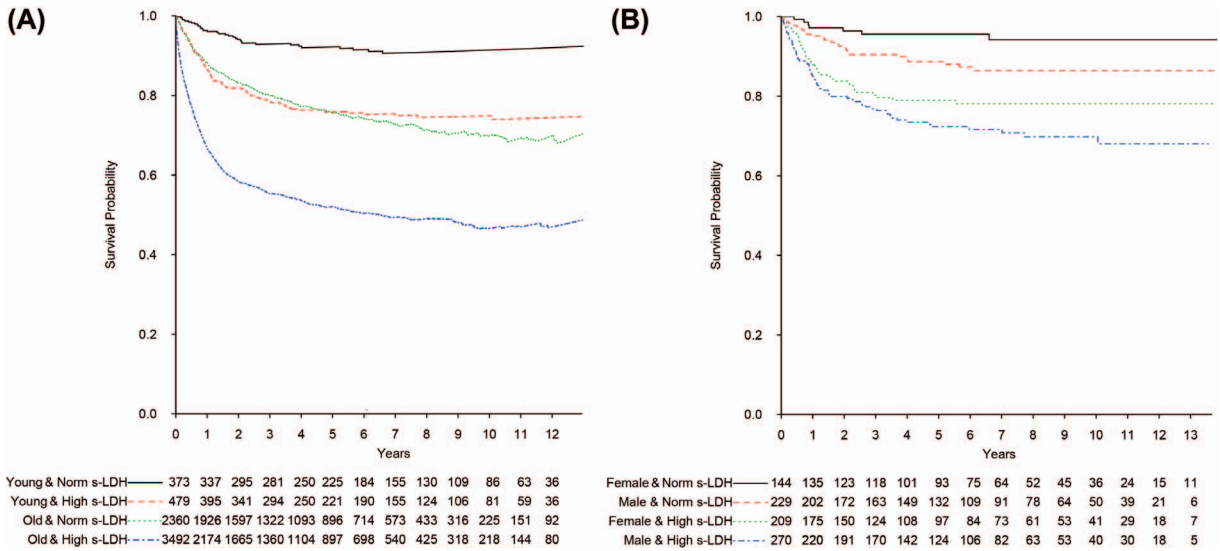 (A)
1.0
0.8
0.6
0.4
0.2
0.0
Survival Probability
0 1 2 3 4 5 6 7 8 9 10 11 12
Years
Young & Norm s-LDH 373 337 295 281 250 225 184 155 130 109 86 63 36
Young & High s-LDH 479 395 341 294 250 221 190 155 124 106 81 59 36
Old & Norm s-LDH 2360 1926 1597 1322 1093 896 714 573 433 316 225 151 92
Old & High s-LDH 3492 2174 1665 1360 1104 897 698 540 425 318 218 144 80
(B)
1.0
0.8
0.6
0.4
0.2
0.0
Survival Probability
0 1 2 3 4 5 6 7 8 9 10 11 12 13
Years
Female & Norm s-LDH 144 135 123 118 101 93 75 64 52 45 36 24 15 11
Male & Norm s-LDH 229 202 172 163 149 132 109 91 78 64 50 39 21 6
Female & High s-LDH 209 175 150 124 108 97 84 73 61 53 41 29 18 7
Male & High s-LDH 270 220 191 170 142 124 106 82 63 53 40 30 18 5